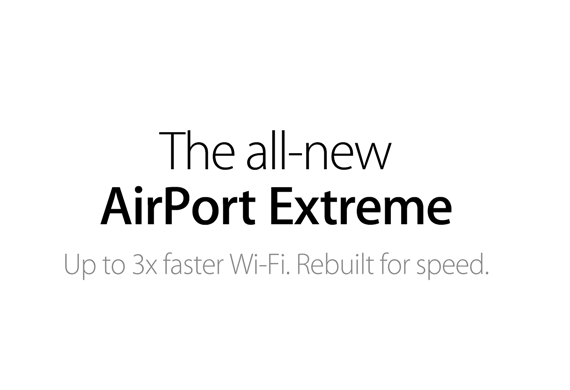 The all-new
AirPort Extreme
Up to 3x faster Wi-Fi. Rebuilt for speed.